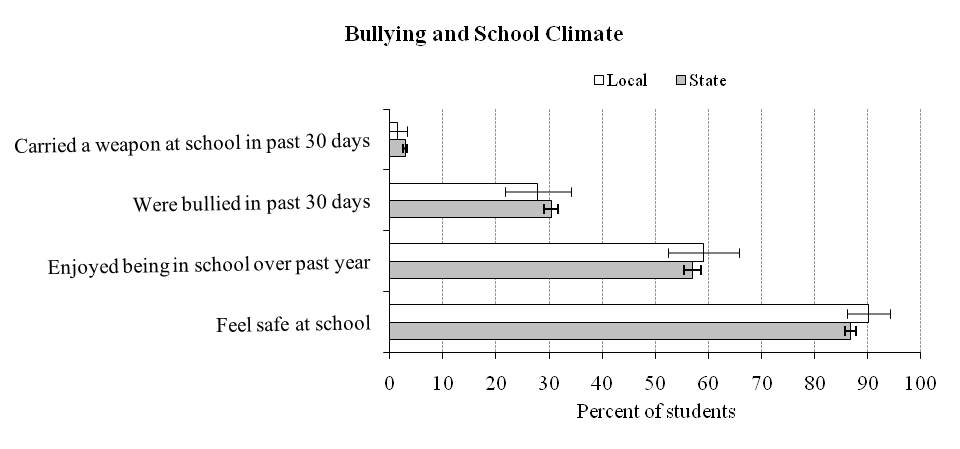 Bullying and School Climate
Local State
Carried a weapon at school in past 30 days
Were bullied in past 30 days
Enjoyed being in school over past year
Feel safe at school
0 10 20 30 40 50 60 70 80 90 100
Percent of students